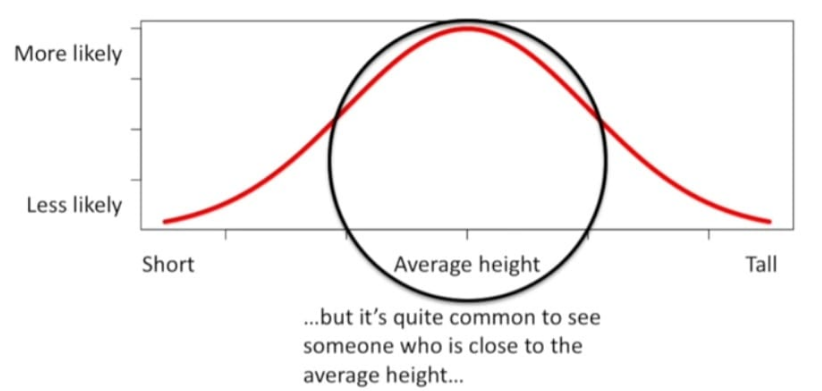 More likely
Less likely
Short
Average height
Tall
...but it’s quite common to see
someone who is close to the
average height...